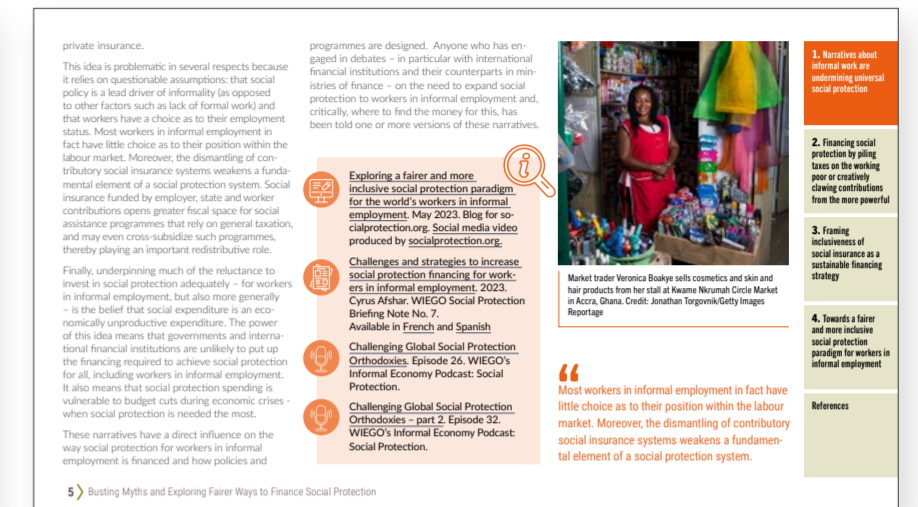 private insurance.
This idea is problematic in several respects because
it relies on questionable assumptions: that social
policy is a lead driver of informality (as opposed
to other factors such as lack of formal work) and
that workers have a choice as to their employment
status. Most workers in informal employment in
fact have little choice as to their position within the
labour market. Moreover, the dismantling of con-
tributory social insurance systems weakens a funda-
mental element of a social protection system. Social
insurance funded by employer, state and worker
contributions opens greater fiscal space for social
assistance programmes that rely on general taxation,
and may even cross-subsidize such programmes,
thereby playing an important redistributive role.
Finally, underpinning much of the reluctance to
invest in social protection adequately – for workers
in informal employment, but also more generally
– is the belief that social expenditure is an eco-
nomically unproductive expenditure. The power
of this idea means that governments and interna-
tional financial institutions are unlikely to put up
the financing required to achieve social protection
for all, including workers in informal employment.
It also means that social protection spending is
vulnerable to budget cuts during economic crises -
when social protection is needed the most.
These narratives have a direct influence on the
way social protection for workers in informal
employment is financed and how policies and
programmes are designed. Anyone who has en-
gaged in debates – in particular with international
financial institutions and their counterparts in min-
istries of finance – on the need to expand social
protection to workers in informal employment and,
critically, where to find the money for this, has
been told one or more versions of these narratives.
i
Exploring a fairer and more
inclusive social protection paradigm
for the world's workers in informal
employment. May 2023. Blog for so-
cialprotection.org. Social media video
produced by socialprotection.org.
Challenges and strategies to increase
social protection financing for work-
ers in informal employment. 2023.
Cyrus Afshar. WIEGO Social Protection
Briefing Note No. 7.
Available in French and Spanish
Challenging Global Social Protection
Orthodoxies. Episode 26. WIEGO's
Informal Economy Podcast: Social
Protection.
Challenging Global Social Protection
Orthodoxies – part 2. Episode 32.
WIEGO's Informal Economy Podcast:
Social Protection.
Market trader Veronica Boakye sells cosmetics and skin and
hair products from her stall at Kwame Nkrumah Circle Market
in Accra, Ghana. Credit: Jonathan Torgovnik/Getty Images
Reportage
“
Most workers in informal employment in fact have
little choice as to their position within the labour
market. Moreover, the dismantling of contributory
social insurance systems weakens a fundamen-
tal element of a social protection system.
1. Narratives about
informal work are
undermining universal
social protection
2. Financing social
protection by piling
taxes on the working
poor or creatively
clawing contributions
from the more powerful
3. Framing
inclusiveness of
social insurance as a
sustainable financing
strategy
4. Towards a fairer
and more inclusive
social protection
paradigm for workers in
informal employment
References
5 Busting Myths and Exploring Fairer Ways to Finance Social Protection